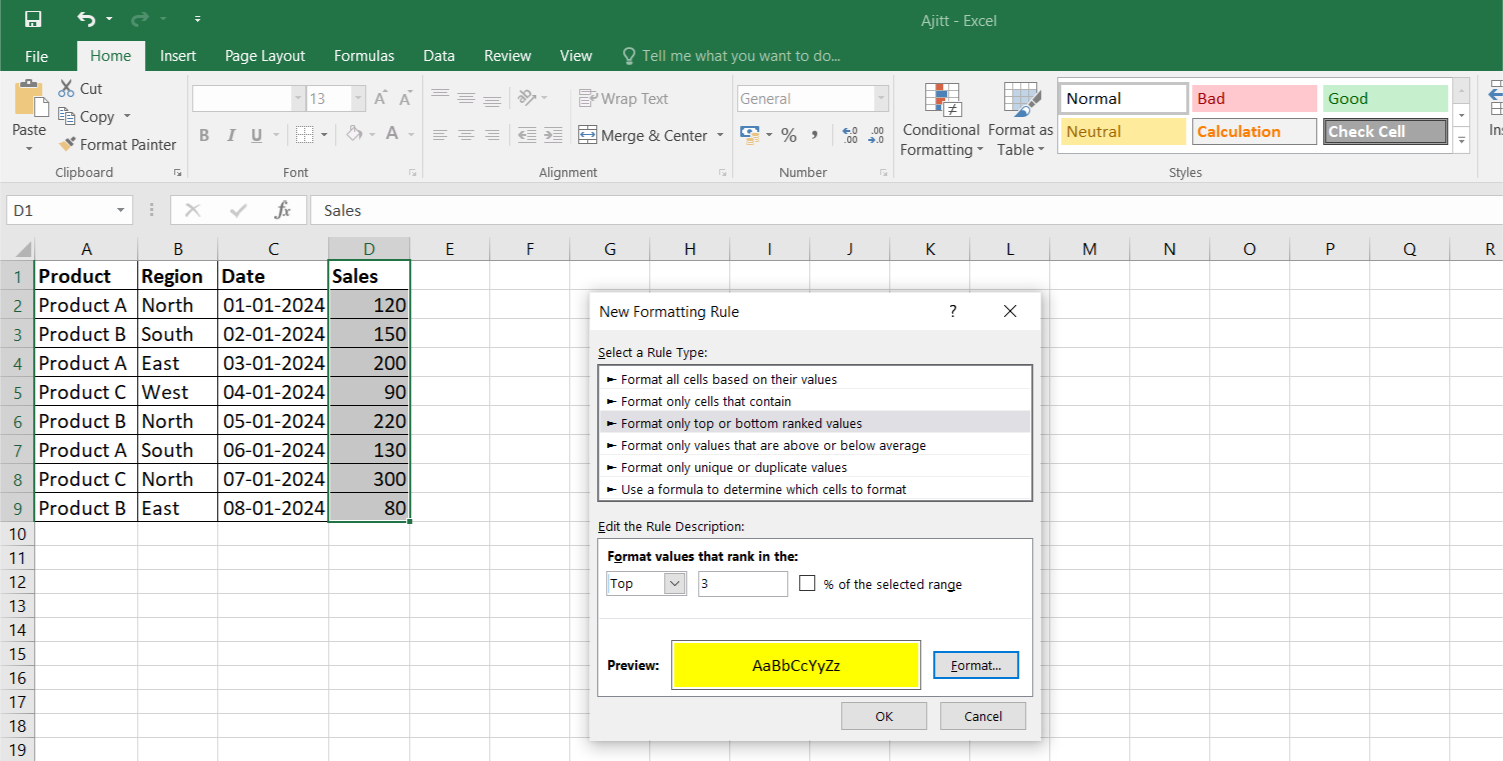 Ajitt - Excel
File Home Insert Page Layout Formulas Data Review View Tell me what you want to do...
Paste
Cut
Copy
Format Painter
Clipboard
13 A A
B I U A
Font
Wrap Text
Merge & Center
Alignment
General
% , .00 .00
Number
Conditional Formatting
Format as Table
Normal Bad Good
Neutral Calculation Check Cell
Styles
D1 fx Sales
A B C D E F G H I J K L M N O P Q R
1 Product Region Date Sales
2 Product A North 01-01-2024 120
3 Product B South 02-01-2024 150
4 Product A East 03-01-2024 200
5 Product C West 04-01-2024 90
6 Product B North 05-01-2024 220
7 Product A South 06-01-2024 130
8 Product C North 07-01-2024 300
9 Product B East 08-01-2024 80
10
11
12
13
14
15
16
17
18
19
New Formatting Rule ?
Select a Rule Type:
► Format all cells based on their values
► Format only cells that contain
► Format only top or bottom ranked values
► Format only values that are above or below average
► Format only unique or duplicate values
► Use a formula to determine which cells to format
Edit the Rule Description:
Format values that rank in the:
Top 3 % of the selected range
Preview: AaBbCcYyZz Format...
OK Cancel